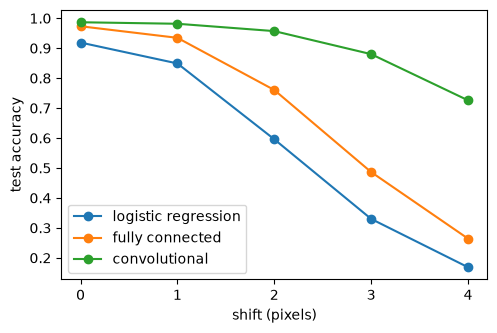 1.0
0.9
0.8
0.7
0.6
0.5
0.4
0.3
0.2
test accuracy
logistic regression
fully connected
convolutional
0 1 2 3 4
shift (pixels)